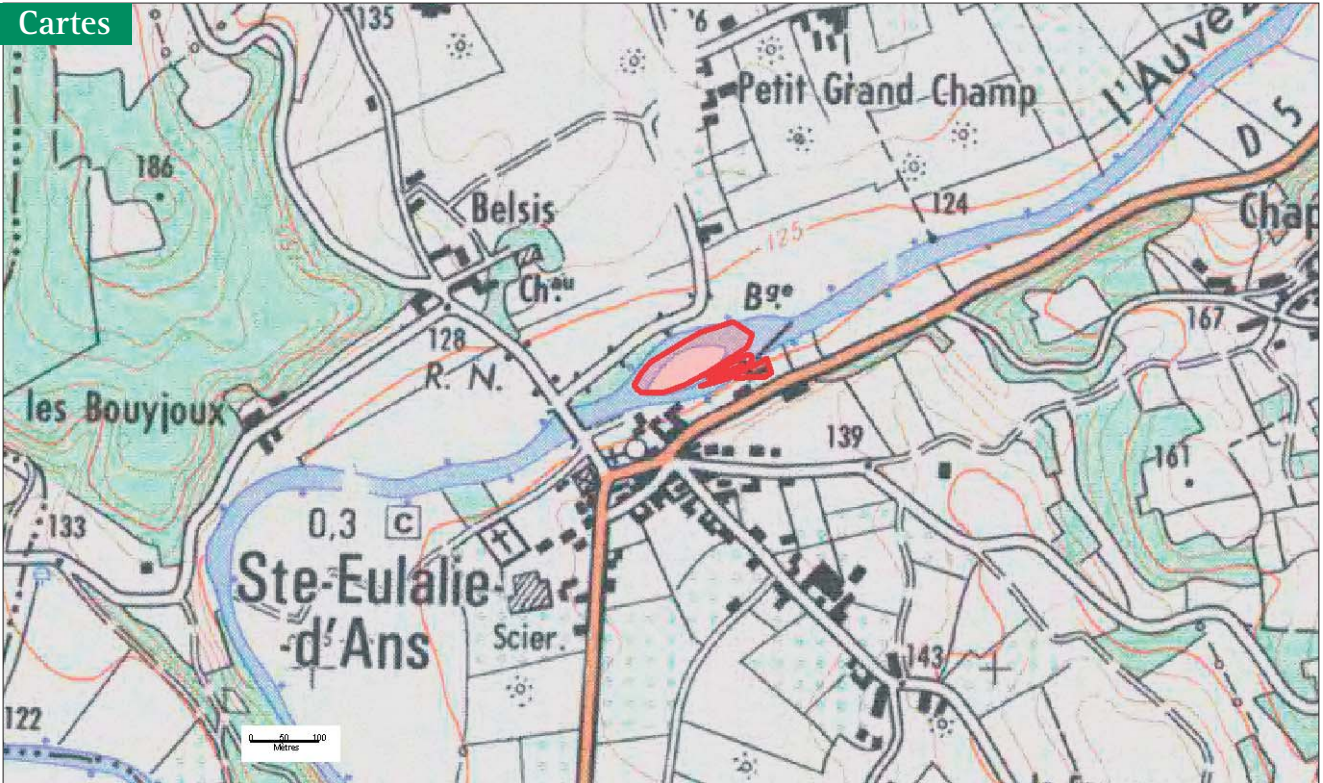 Cartes
135
l'Auvez
Petit Grand Champ
D 5
186
Belsis
124
Chap
125
Ch.au
Bge
167
128
R. N.
les Bouyjoux
139
161
0,3 C
133
Ste-Eulalie-
-d'Ans
Scier.
143
122
0 50 100
Mètres